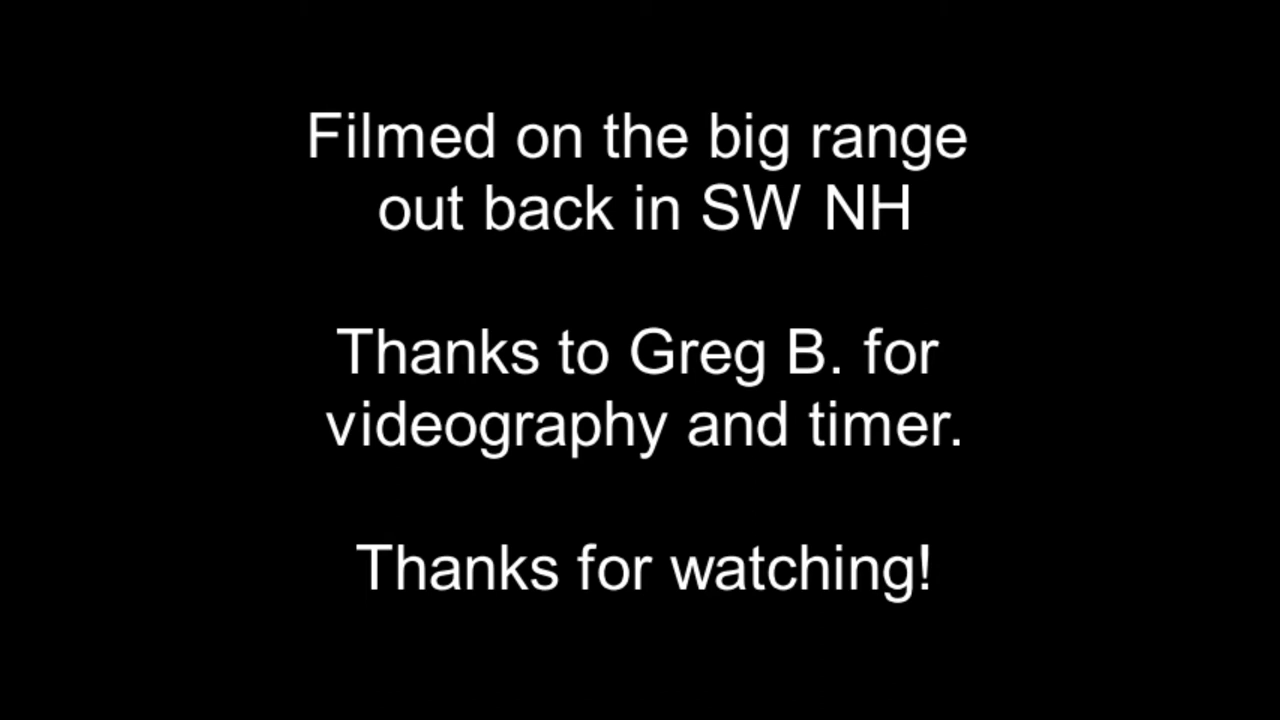 Filmed on the big range
out back in SW NH
Thanks to Greg B. for
videography and timer.
Thanks for watching!